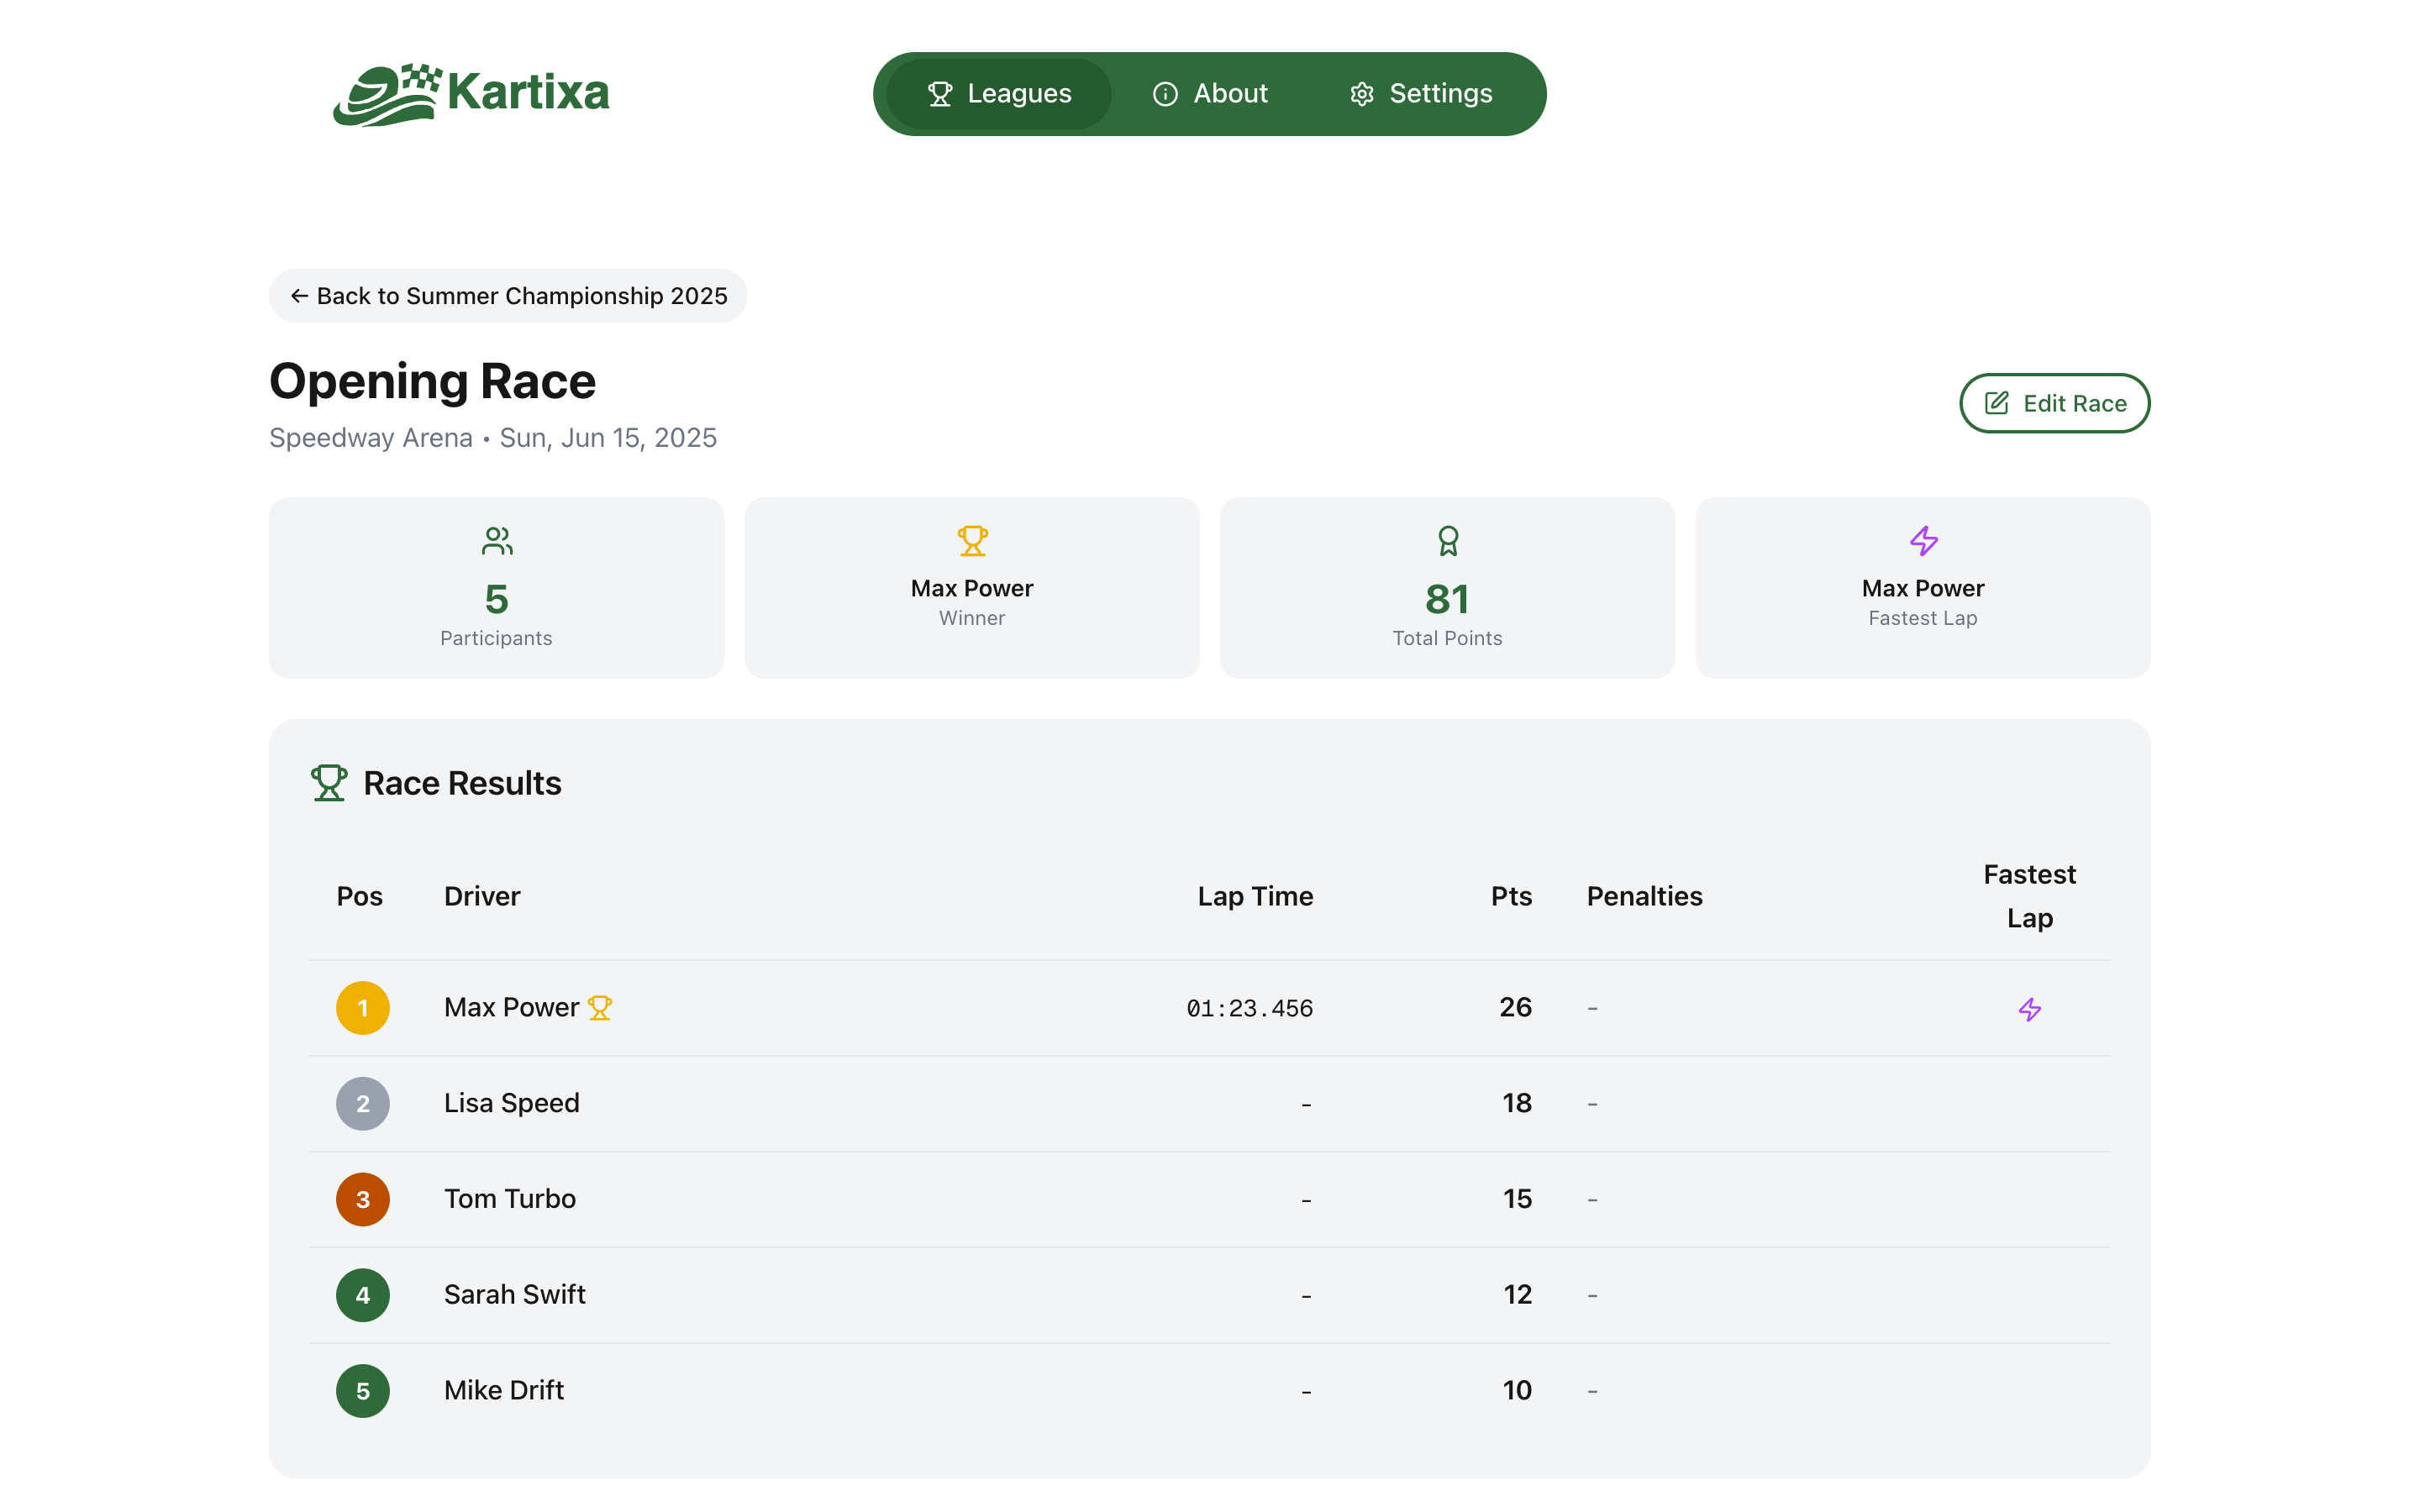 Kartixa
Leagues
About
Settings
← Back to Summer Championship 2025
Opening Race
Speedway Arena • Sun, Jun 15, 2025
Edit Race
5
Participants
Max Power
Winner
81
Total Points
Max Power
Fastest Lap
Race Results
Pos Driver Lap Time Pts Penalties Fastest Lap
1 Max Power 01:23.456 26 -
2 Lisa Speed - 18 -
3 Tom Turbo - 15 -
4 Sarah Swift - 12 -
5 Mike Drift - 10 -